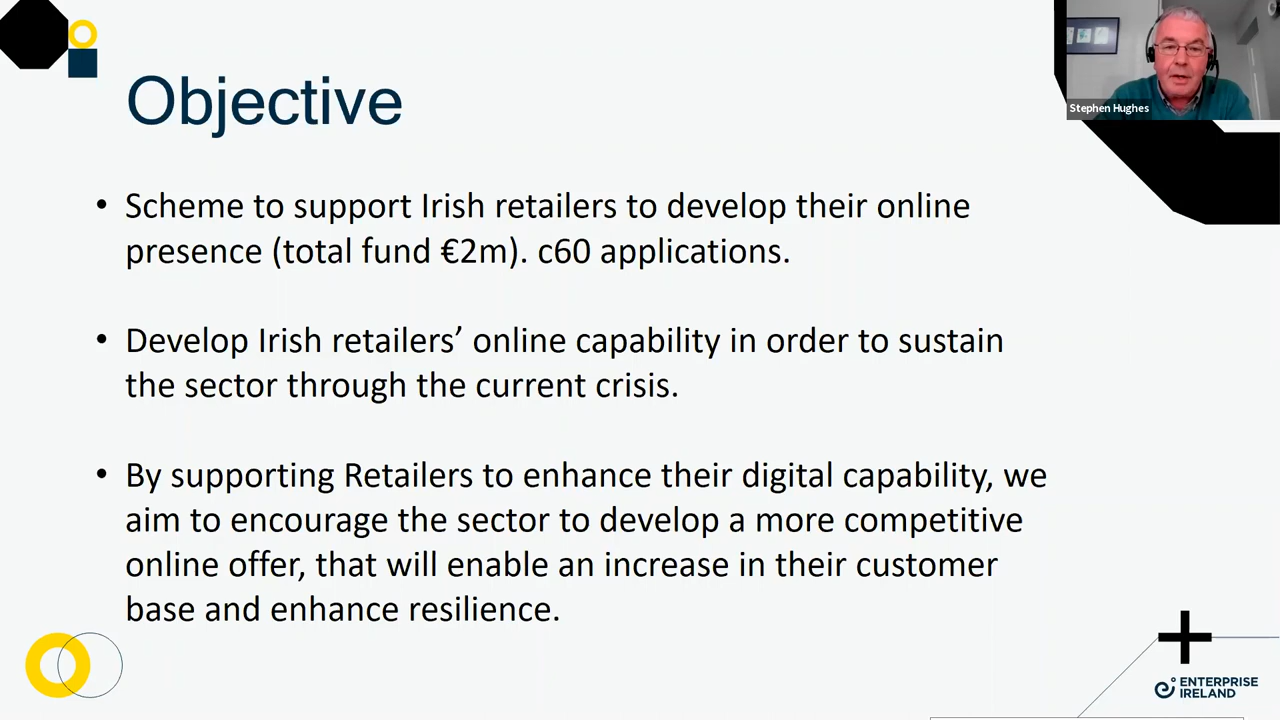 Objective
Stephen Hughes
• Scheme to support Irish retailers to develop their online
presence (total fund €2m). c60 applications.
• Develop Irish retailers’ online capability in order to sustain
the sector through the current crisis.
• By supporting Retailers to enhance their digital capability, we
aim to encourage the sector to develop a more competitive
online offer, that will enable an increase in their customer
base and enhance resilience.
ENTERPRISE
IRELAND